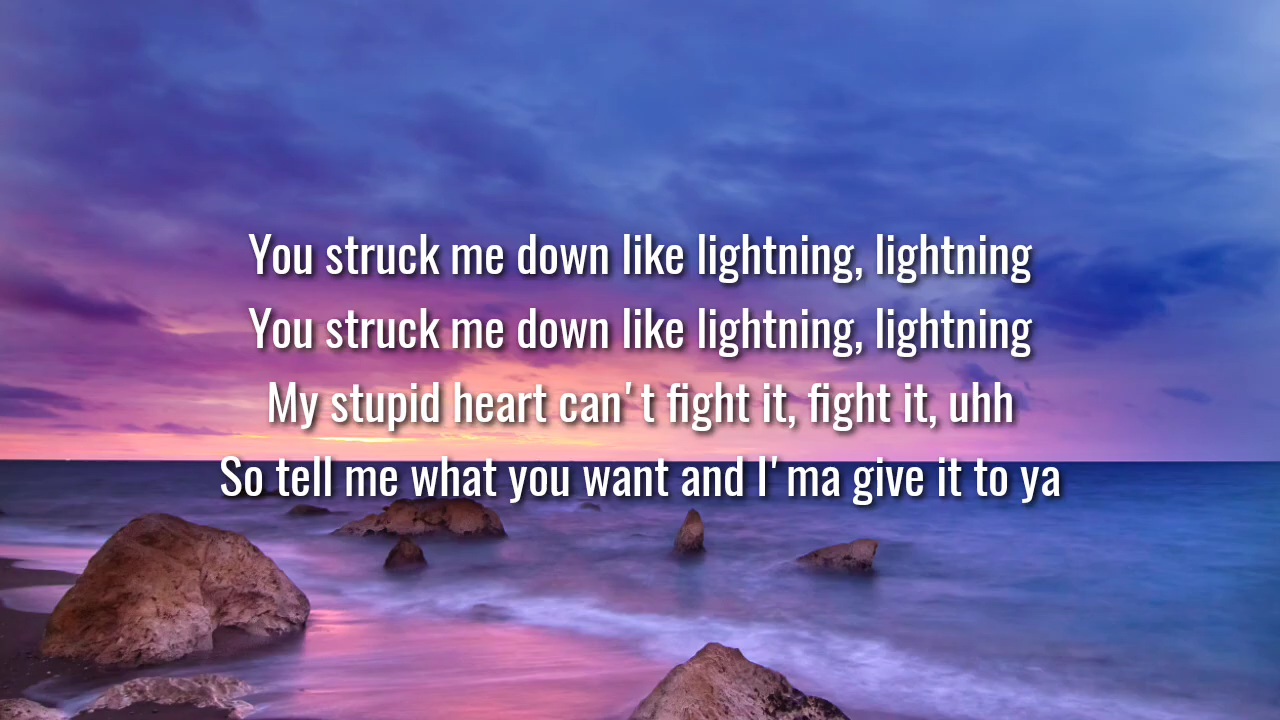 You struck me down like lightning, lightning
You struck me down like lightning, lightning
My stupid heart can't fight it, fight it, uhh
So tell me what you want and I'ma give it to ya